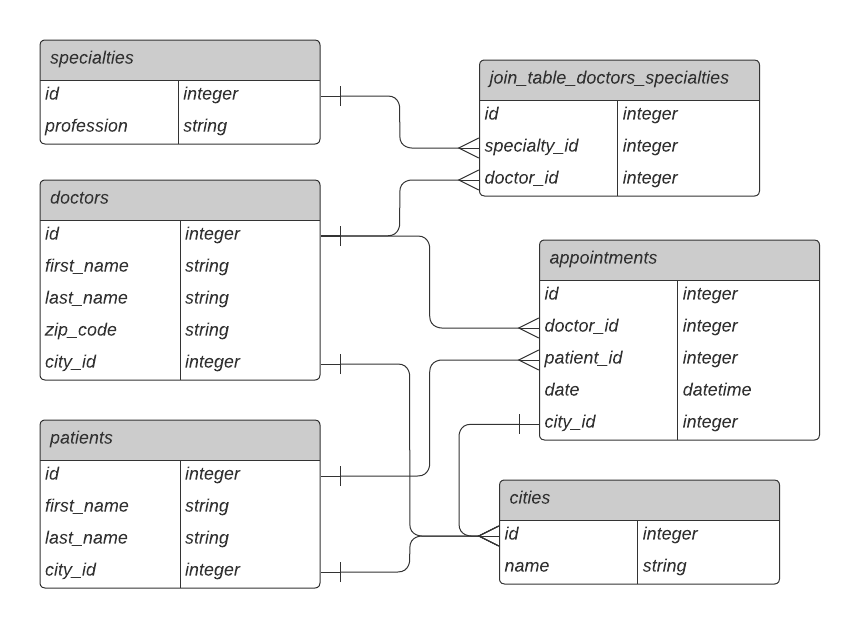 specialties
id integer
profession string
join_table_doctors_specialties
id integer
specialty_id integer
doctor_id integer
doctors
id integer
first_name string
last_name string
zip_code string
city_id integer
appointments
id integer
doctor_id integer
patient_id integer
date datetime
city_id integer
patients
id integer
first_name string
last_name string
city_id integer
cities
id integer
name string